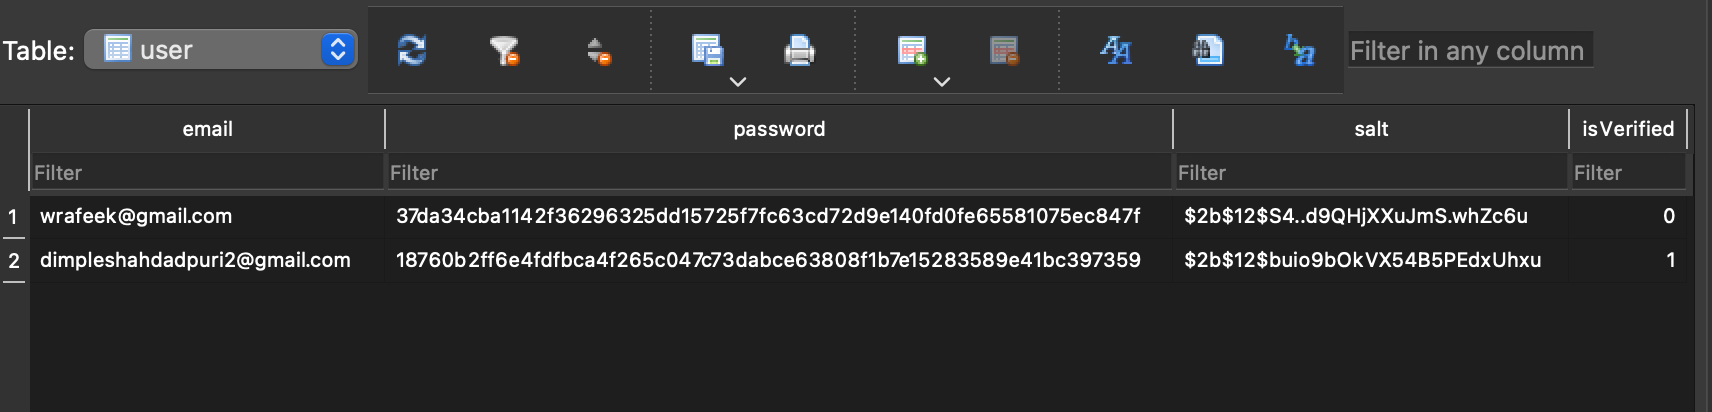 Table: user Filter in any column
email password salt isVerified
Filter Filter Filter Filter
1 wrafeek@gmail.com 37da34cba1142f36296325dd15725f7fc63cd72d9e140fd0fe65581075ec847f $2b$12$S4..d9QHjXXuJmS.whZc6u 0
2 dimpleshahdadpuri2@gmail.com 18760b2ff6e4fdfbca4f265c047c73dabce63808f1b7e15283589e41bc397359 $2b$12$buio9bOkVX54B5PEdxUhxu 1